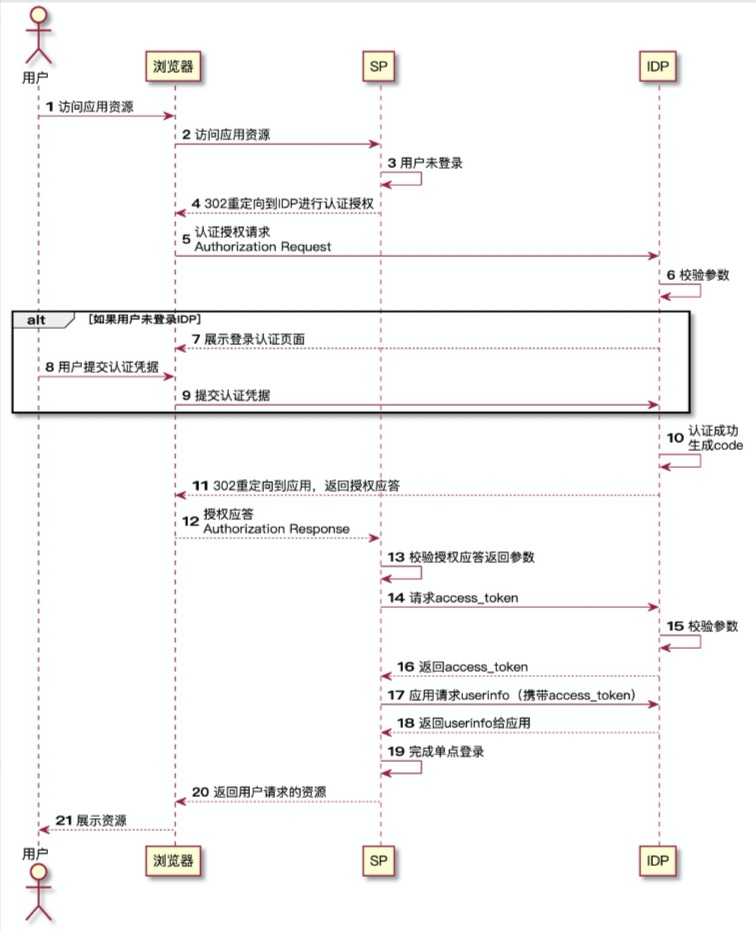 用户
浏览器
SP
IDP
1 访问应用资源
2 访问应用资源
3 用户未登录
4 302重定向到IDP进行认证授权
5 认证授权请求
Authorization Request
6 校验参数
alt [如果用户未登录IDP]
7 展示登录认证页面
8 用户提交认证凭据
9 提交认证凭据
10 认证成功
生成code
11 302重定向到应用，返回授权应答
12 授权应答
Authorization Response
13 校验授权应答返回参数
14 请求access_token
15 校验参数
16 返回access_token
17 应用请求userinfo（携带access_token）
18 返回userinfo给应用
19 完成单点登录
20 返回用户请求的资源
21 展示资源
用户
浏览器
SP
IDP